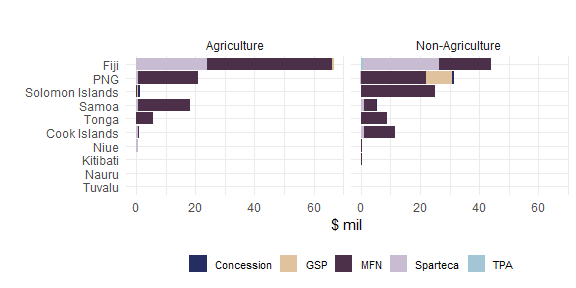 Agriculture Non-Agriculture
Fiji
PNG
Solomon Islands
Samoa
Tonga
Cook Islands
Niue
Kitibati
Nauru
Tuvalu
0 20 40 60 0 20 40 60
$ mil
Concession GSP MFN Sparteca TPA